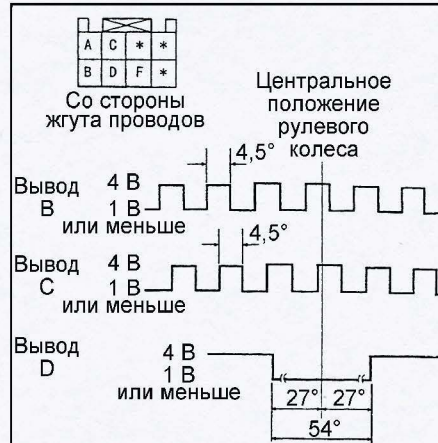 A C * *
B D F *
Со стороны
жгута проводов
Центральное
положение
рулевого
колеса
4,5°
Вывод 4 В
B 1 В
или меньше
4,5°
Вывод 4 В
C 1 В
или меньше
Вывод
D 4 В
1 В
или меньше
27° 27°
54°